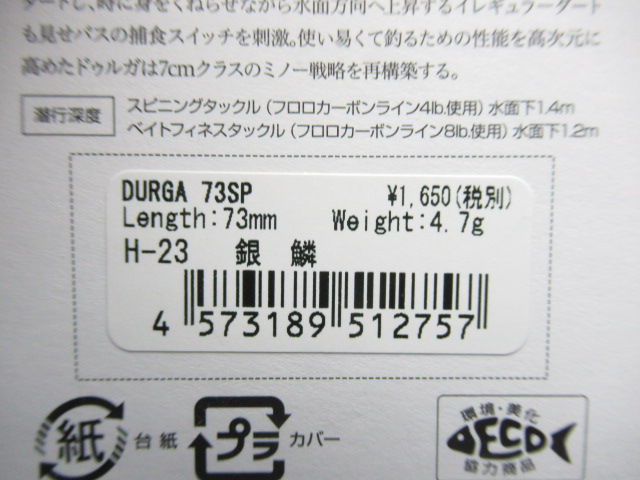 ダートし、時に身をくねらせながら水面方向へ上昇するイレギュラーダート
も見せバスの捕食スイッチを刺激。使い易くて釣るための性能を高次元に
高めたドゥルガは7cmクラスのミノー戦略を再構築する。
潜行深度
スピニングタックル（フロロカーボンライン4lb.使用）水面下1.4m
ベイトフィネスタックル（フロロカーボンライン8lb.使用）水面下1.2m
DURGA 73SP ¥1,650(税別)
Length:73mm Weight:4.7g
H-23 銀 鱗
4 573189 512757
紙 台紙 プラ カバー
環境・美化
ECO
協力商品